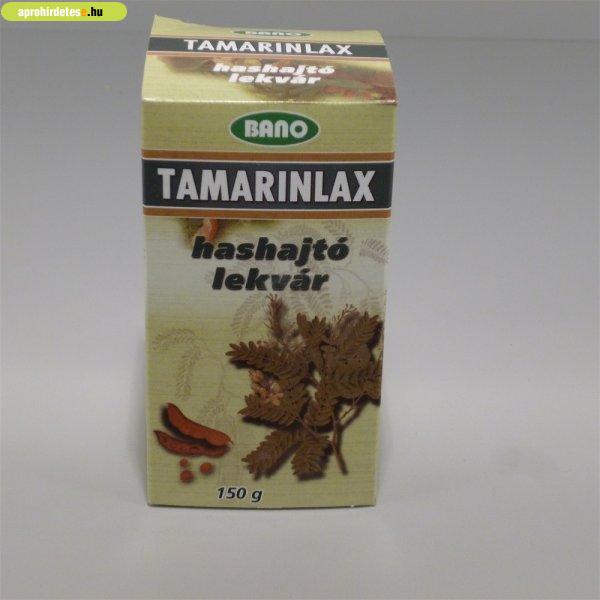 aprohirdetes.hu
TAMARINLAX
hashajtó
lekvár
BANO
TAMARINLAX
hashajtó
lekvár
150 g